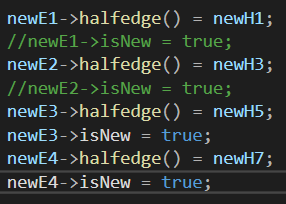 newE1->halfedge() = newH1;
//newE1->isNew = true;
newE2->halfedge() = newH3;
//newE2->isNew = true;
newE3->halfedge() = newH5;
newE3->isNew = true;
newE4->halfedge() = newH7;
newE4->isNew = true;